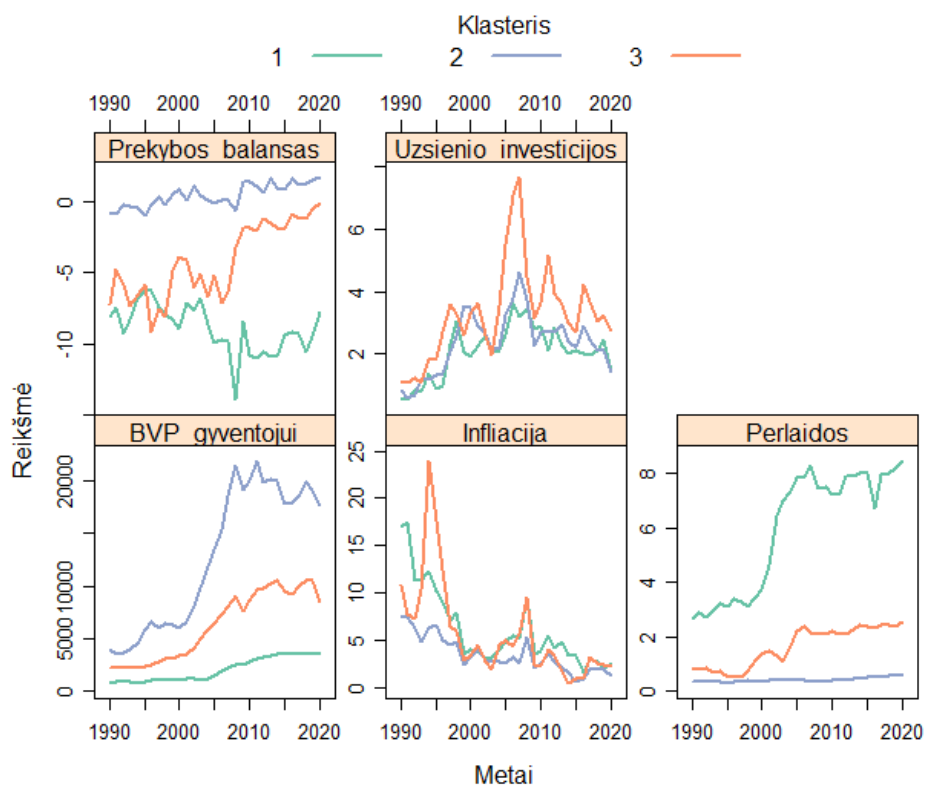 Klasteris
1 2 3
1990 2000 2010 2020 1990 2000 2010 2020
Prekybos balansas Uzsienio investicijos
0
-5
-10
6
4
2
Reikšmė
BVP gyventojui Infliacija Perlaidos
20000
10000
5000
0
25
20
15
10
5
0
8
6
4
2
0
1990 2000 2010 2020 1990 2000 2010 2020 1990 2000 2010 2020
Metai